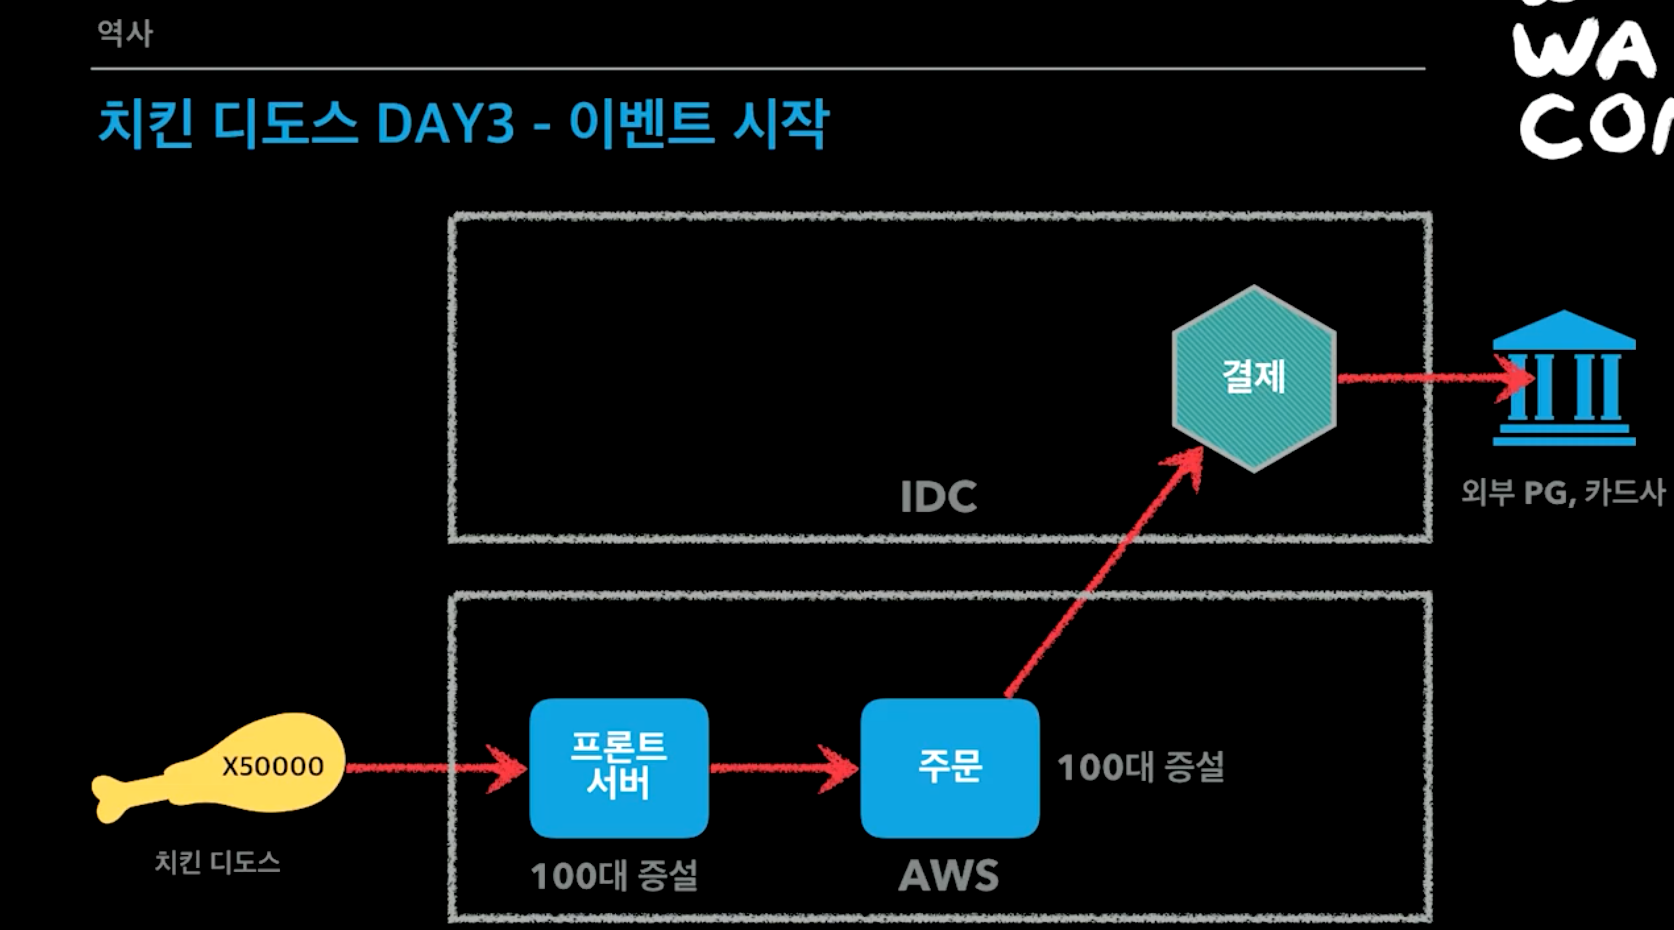 역사
WA
치킨 디도스 DAY3 - 이벤트 시작
결제
IDC
외부 PG, 카드사
X50000
치킨 디도스
프론트
서버
100대 증설
주문
100대 증설
AWS